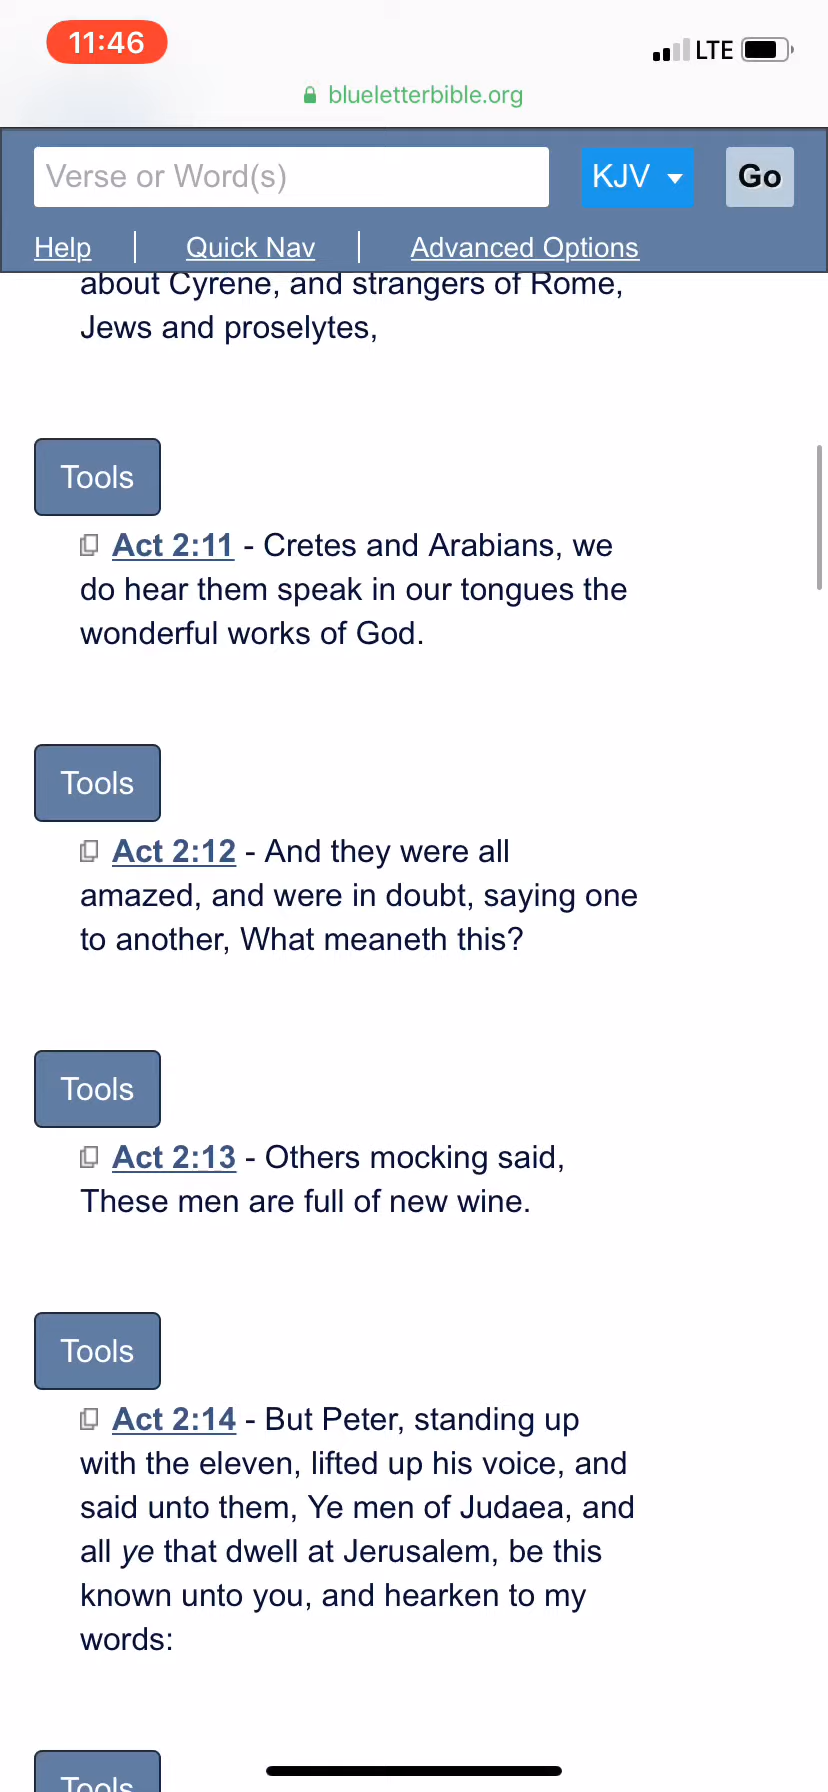 11:46
LTE
blueletterbible.org
Verse or Word(s)
KJV
Go
Help | Quick Nav | Advanced Options
about Cyrene, and strangers of Rome,
Jews and proselytes,
Tools
Act 2:11 - Cretes and Arabians, we
do hear them speak in our tongues the
wonderful works of God.
Tools
Act 2:12 - And they were all
amazed, and were in doubt, saying one
to another, What meaneth this?
Tools
Act 2:13 - Others mocking said,
These men are full of new wine.
Tools
Act 2:14 - But Peter, standing up
with the eleven, lifted up his voice, and
said unto them, Ye men of Judaea, and
all ye that dwell at Jerusalem, be this
known unto you, and hearken to my
words:
Tools